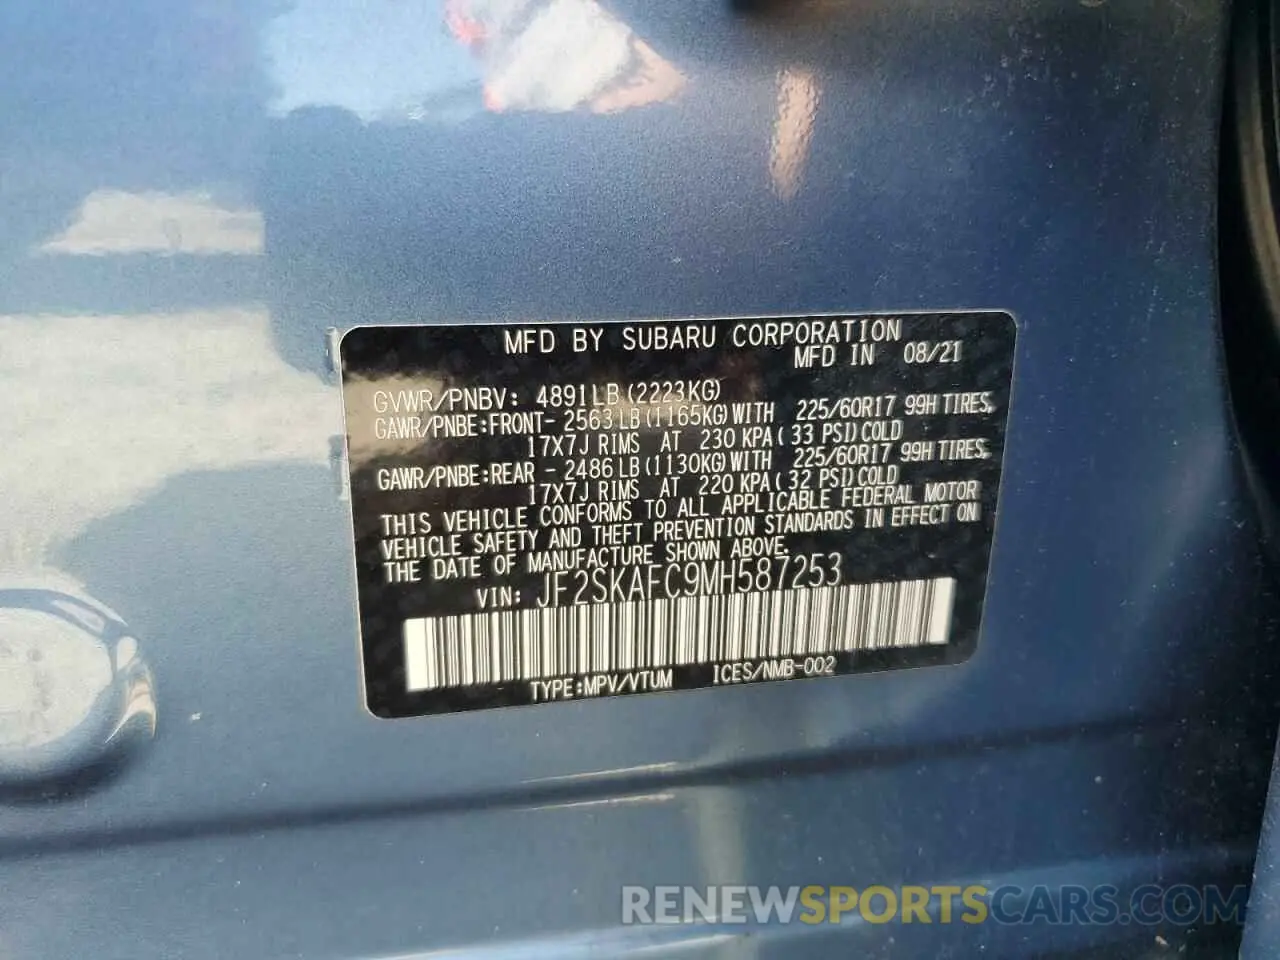 MFD BY SUBARU CORPORATION
MFD IN 08/21
GVWR/PNBV: 4891LB(2223KG)
GAWR/PNBE:FRONT- 2563LB(1165KG)WITH 225/60R17 99H TIRES,
17X7J RIMS AT 230 KPA(33 PSI)COLD
GAWR/PNBE:REAR - 2486LB(1130KG)WITH 225/60R17 99H TIRES,
17X7J RIMS AT 220 KPA(32 PSI)COLD
THIS VEHICLE CONFORMS TO ALL APPLICABLE FEDERAL MOTOR
VEHICLE SAFETY AND THEFT PREVENTION STANDARDS IN EFFECT ON
THE DATE OF MANUFACTURE SHOWN ABOVE.
VIN: JF2SKAFC9MH587253
TYPE:MPV/VTUM ICES/NMB-002
RENEWSPORTSCARS.COM